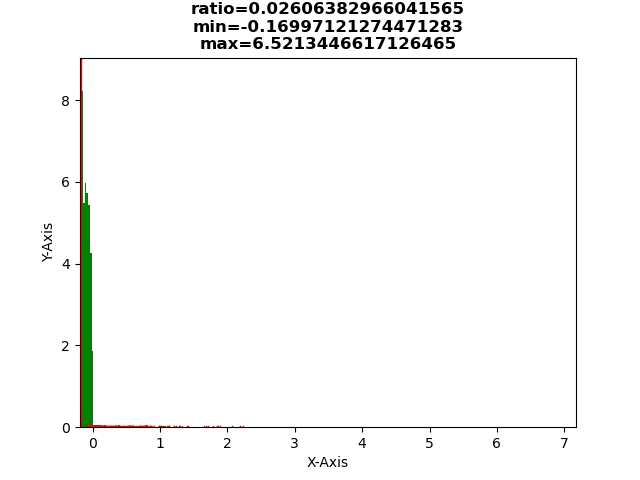 ratio=0.02606382966041565
min=-0.16997121274471283
max=6.5213446617126465
8
6
4
2
0
Y-Axis
0 1 2 3 4 5 6 7
X-Axis